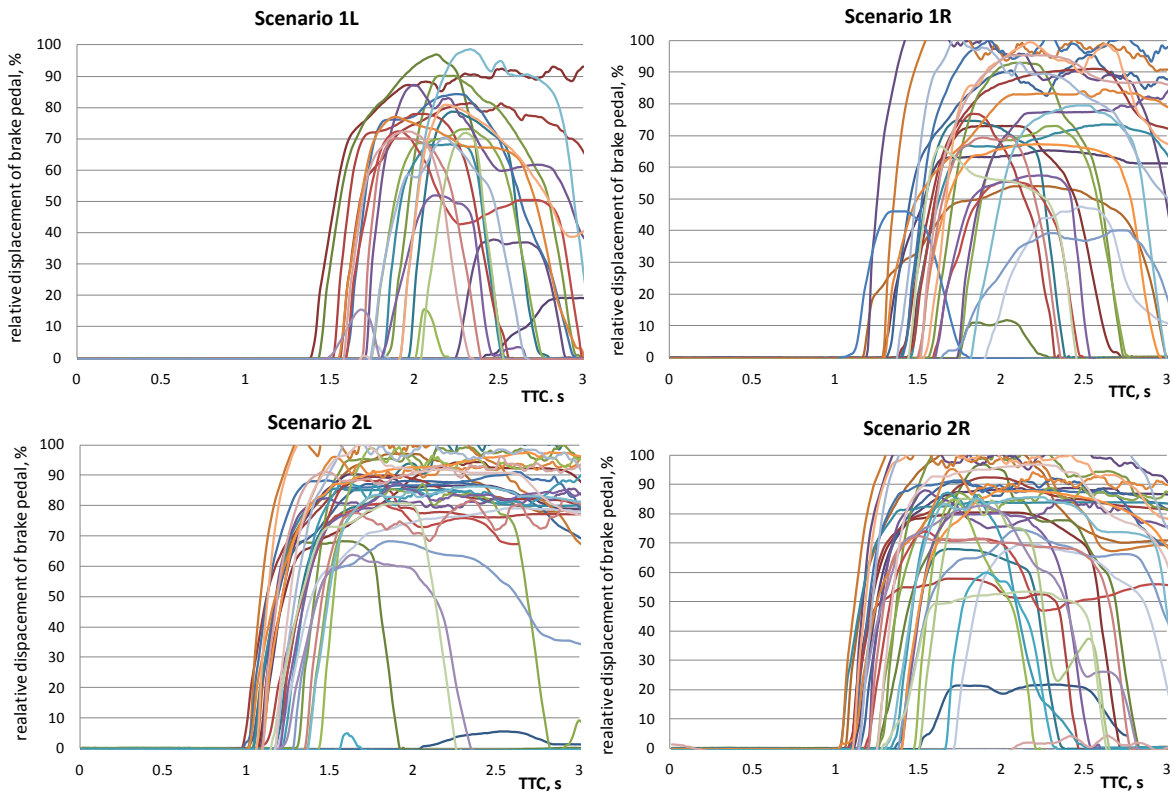 Scenario 1L
relative displacement of brake pedal, %
100
90
80
70
60
50
40
30
20
10
0
0 0.5 1 1.5 2 2.5 3
TTC. s
Scenario 1R
relative displacement of brake pedal, %
100
90
80
70
60
50
40
30
20
10
0
0 0.5 1 1.5 2 2.5 3
TTC, s
Scenario 2L
realative dispacement of brake pedal, %
100
90
80
70
60
50
40
30
20
10
0
0 0.5 1 1.5 2 2.5 3
TTC, s
Scenario 2R
relative displacement of brake pedal, %
100
90
80
70
60
50
40
30
20
10
0
0 0.5 1 1.5 2 2.5 3
TTC, s